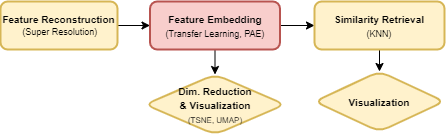 Feature Reconstruction
(Super Resolution)
Feature Embedding
(Transfer Learning, PAE)
Similarity Retrieval
(KNN)
Dim. Reduction
& Visualization
(TSNE, UMAP)
Visualization